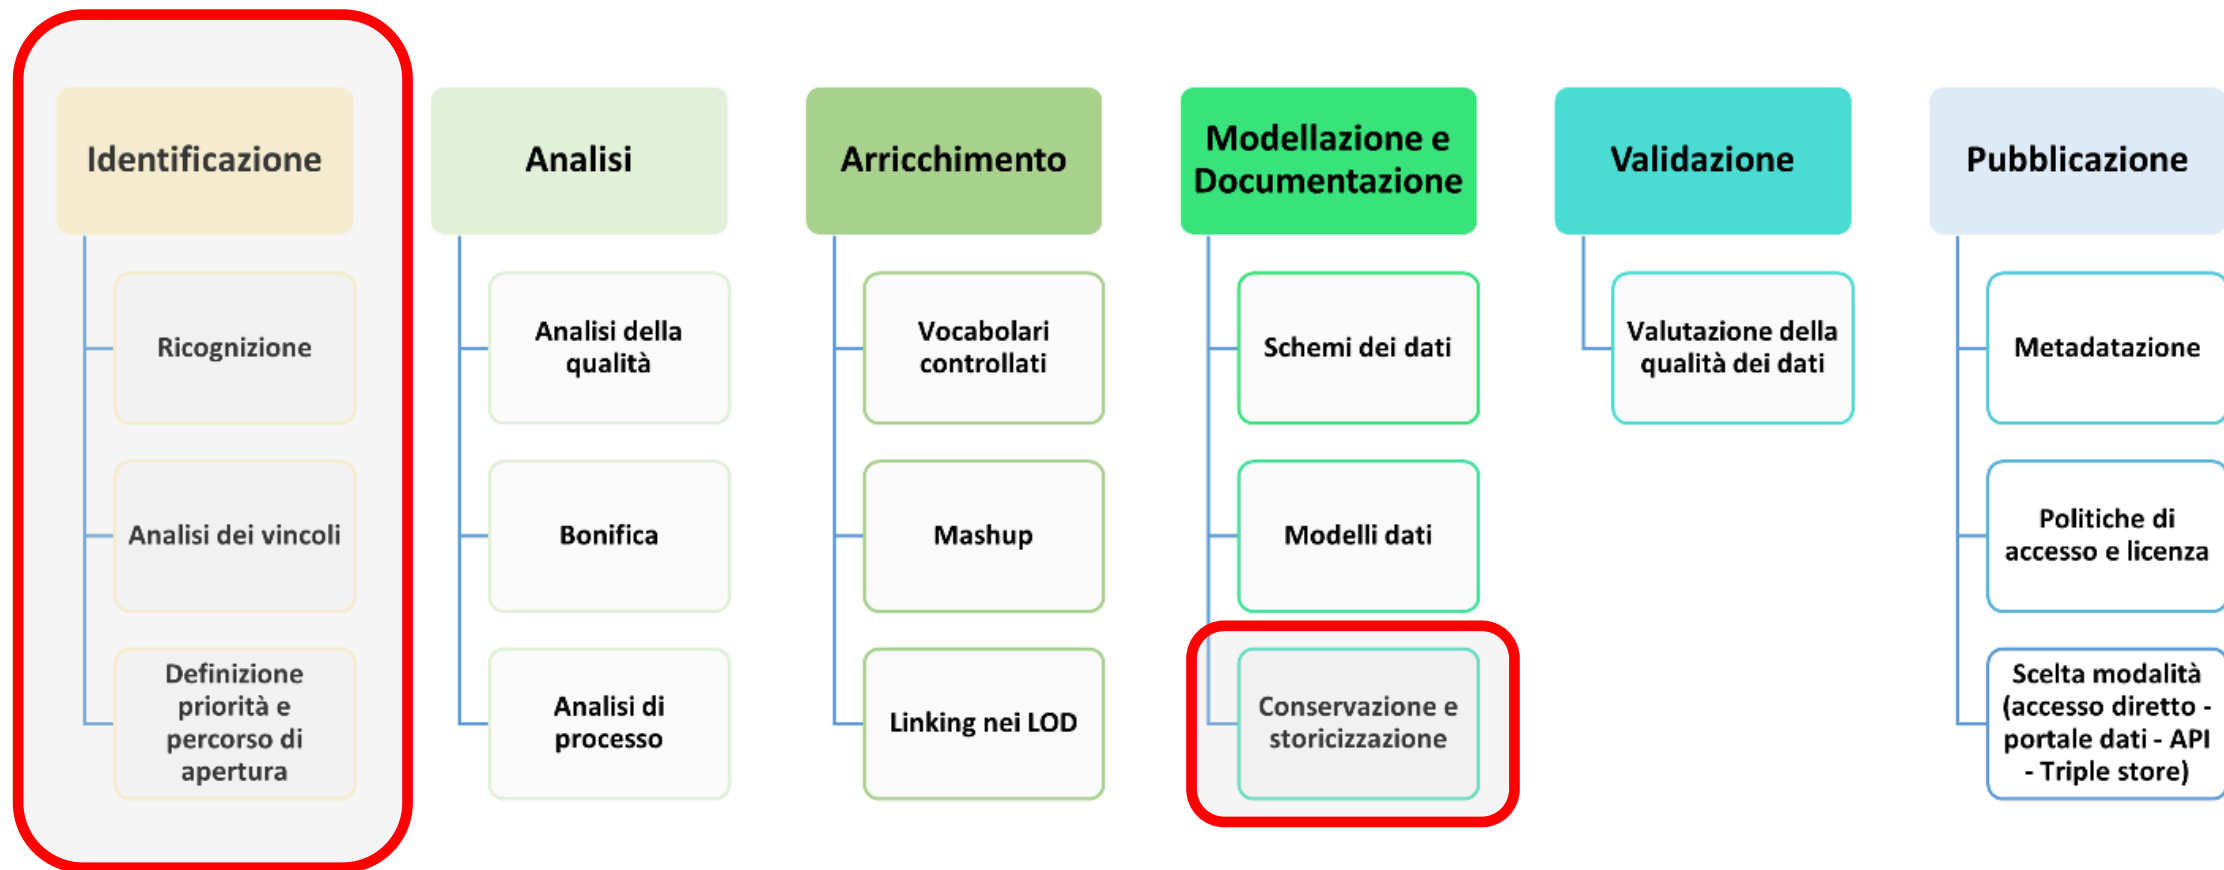 Identificazione
Ricognizione
Analisi dei vincoli
Definizione
priorità e
percorso di
apertura
Analisi
Analisi della
qualità
Bonifica
Analisi di
processo
Arricchimento
Vocabolari
controllati
Mashup
Linking nei LOD
Modellazione e
Documentazione
Schemi dei dati
Modelli dati
Conservazione e
storicizzazione
Validazione
Valutazione della
qualità dei dati
Pubblicazione
Metadatazione
Politiche di
accesso e licenza
Scelta modalità
(accesso diretto -
portale dati - API
- Triple store)